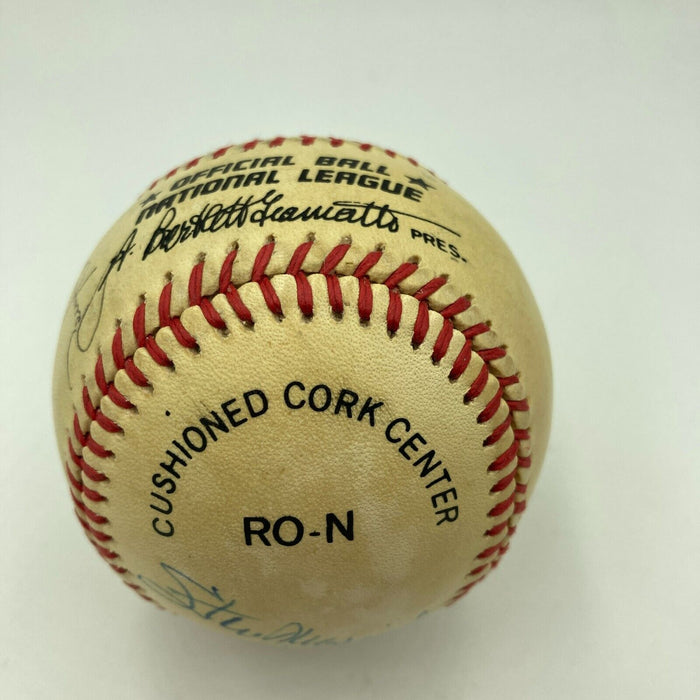 ★ OFFICIAL BALL ★
NATIONAL LEAGUE
A. Bartlett Giamatti PRES.
CUSHIONED CORK CENTER
RO-N